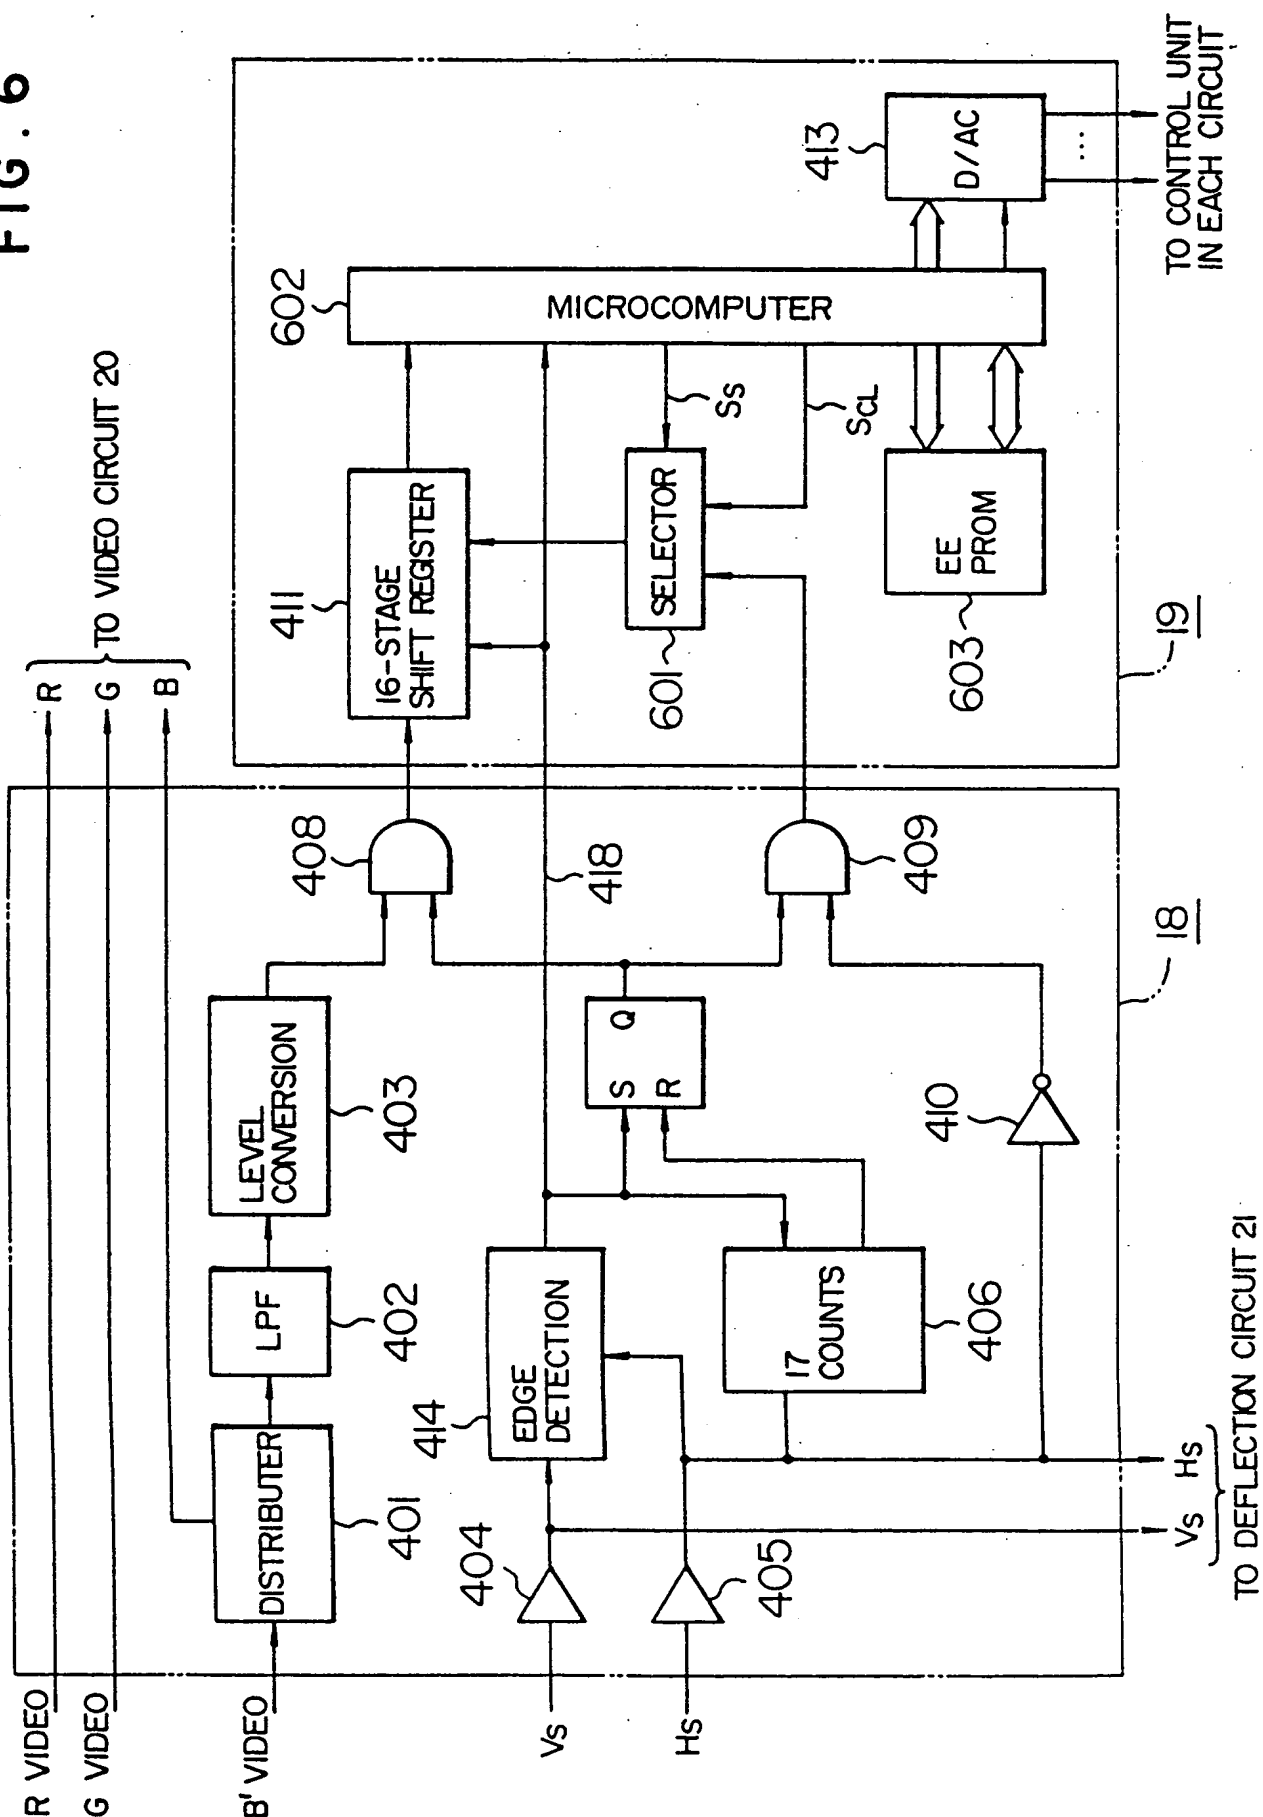 FIG. 6
R VIDEO
G VIDEO
B' VIDEO
R
G
B
TO VIDEO CIRCUIT 20
DISTRIBUTER
401
LPF
402
LEVEL
CONVERSION
403
408
411
16-STAGE
SHIFT REGISTER
602
MICROCOMPUTER
413
D/AC
TO CONTROL UNIT
IN EACH CIRCUIT
Vs
404
414
EDGE
DETECTION
418
S
R
Q
Hs
405
17
COUNTS
406
410
409
601
SELECTOR
Ss
SCL
603
EE
PROM
18
19
Vs
Hs
TO DEFLECTION CIRCUIT 21